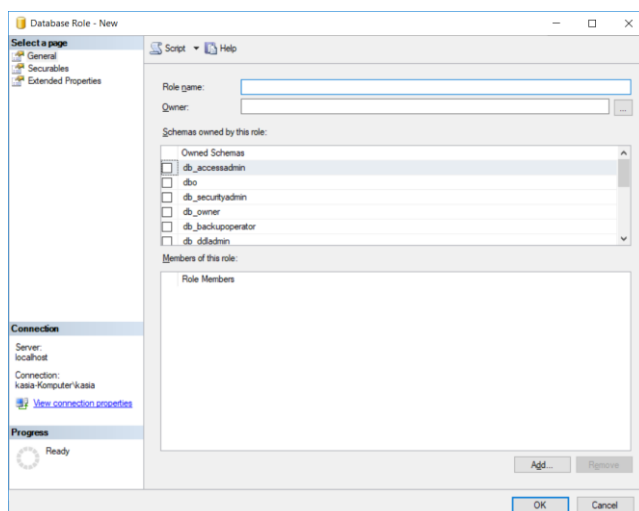 Database Role - New
Select a page
General
Securables
Extended Properties
Script
Help
Role name:
Owner:
...
Schemas owned by this role:
Owned Schemas
db_accessadmin
dbo
db_securityadmin
db_owner
db_backupoperator
db_ddladmin
Members of this role:
Role Members
Connection
Server:
localhost
Connection:
kasia-Komputer\kasia
View connection properties
Progress
Ready
Add...
Remove
OK
Cancel